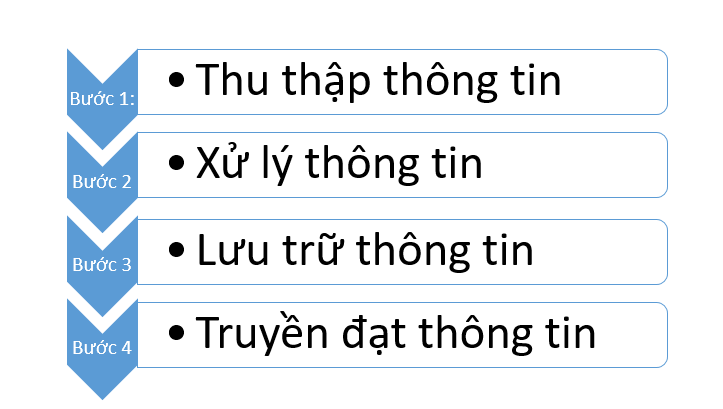 Bước 1:
• Thu thập thông tin
Bước 2
• Xử lý thông tin
Bước 3
• Lưu trữ thông tin
Bước 4
• Truyền đạt thông tin